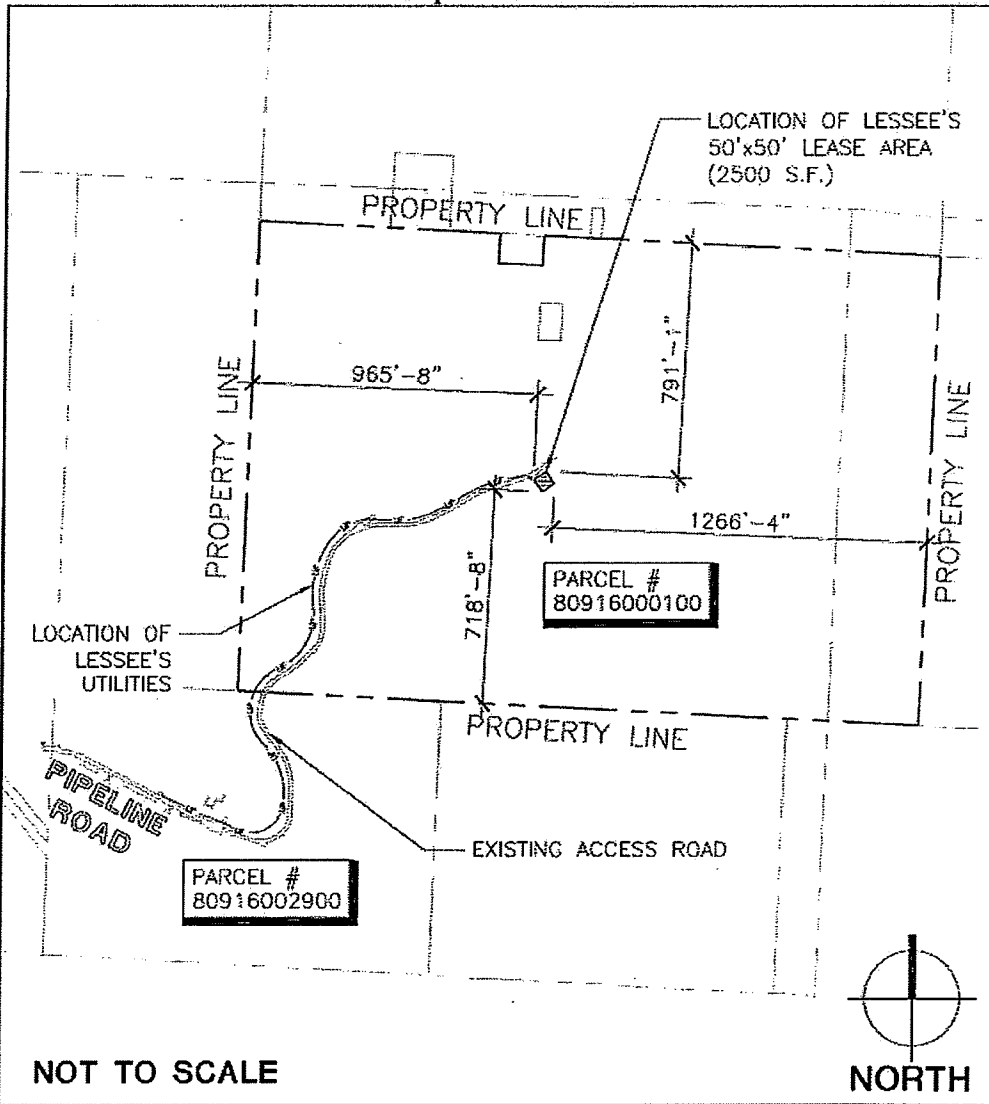 LOCATION OF LESSEE'S
50'x50' LEASE AREA
(2500 S.F.)
PROPERTY LINE
791'-1"
965'-8"
PROPERTY LINE
PROPERTY LINE
1266'-4"
PARCEL #
80916000100
718'-8"
LOCATION OF
LESSEE'S
UTILITIES
PROPERTY LINE
PIPELINE
ROAD
EXISTING ACCESS ROAD
PARCEL #
80916002900
NOT TO SCALE
NORTH